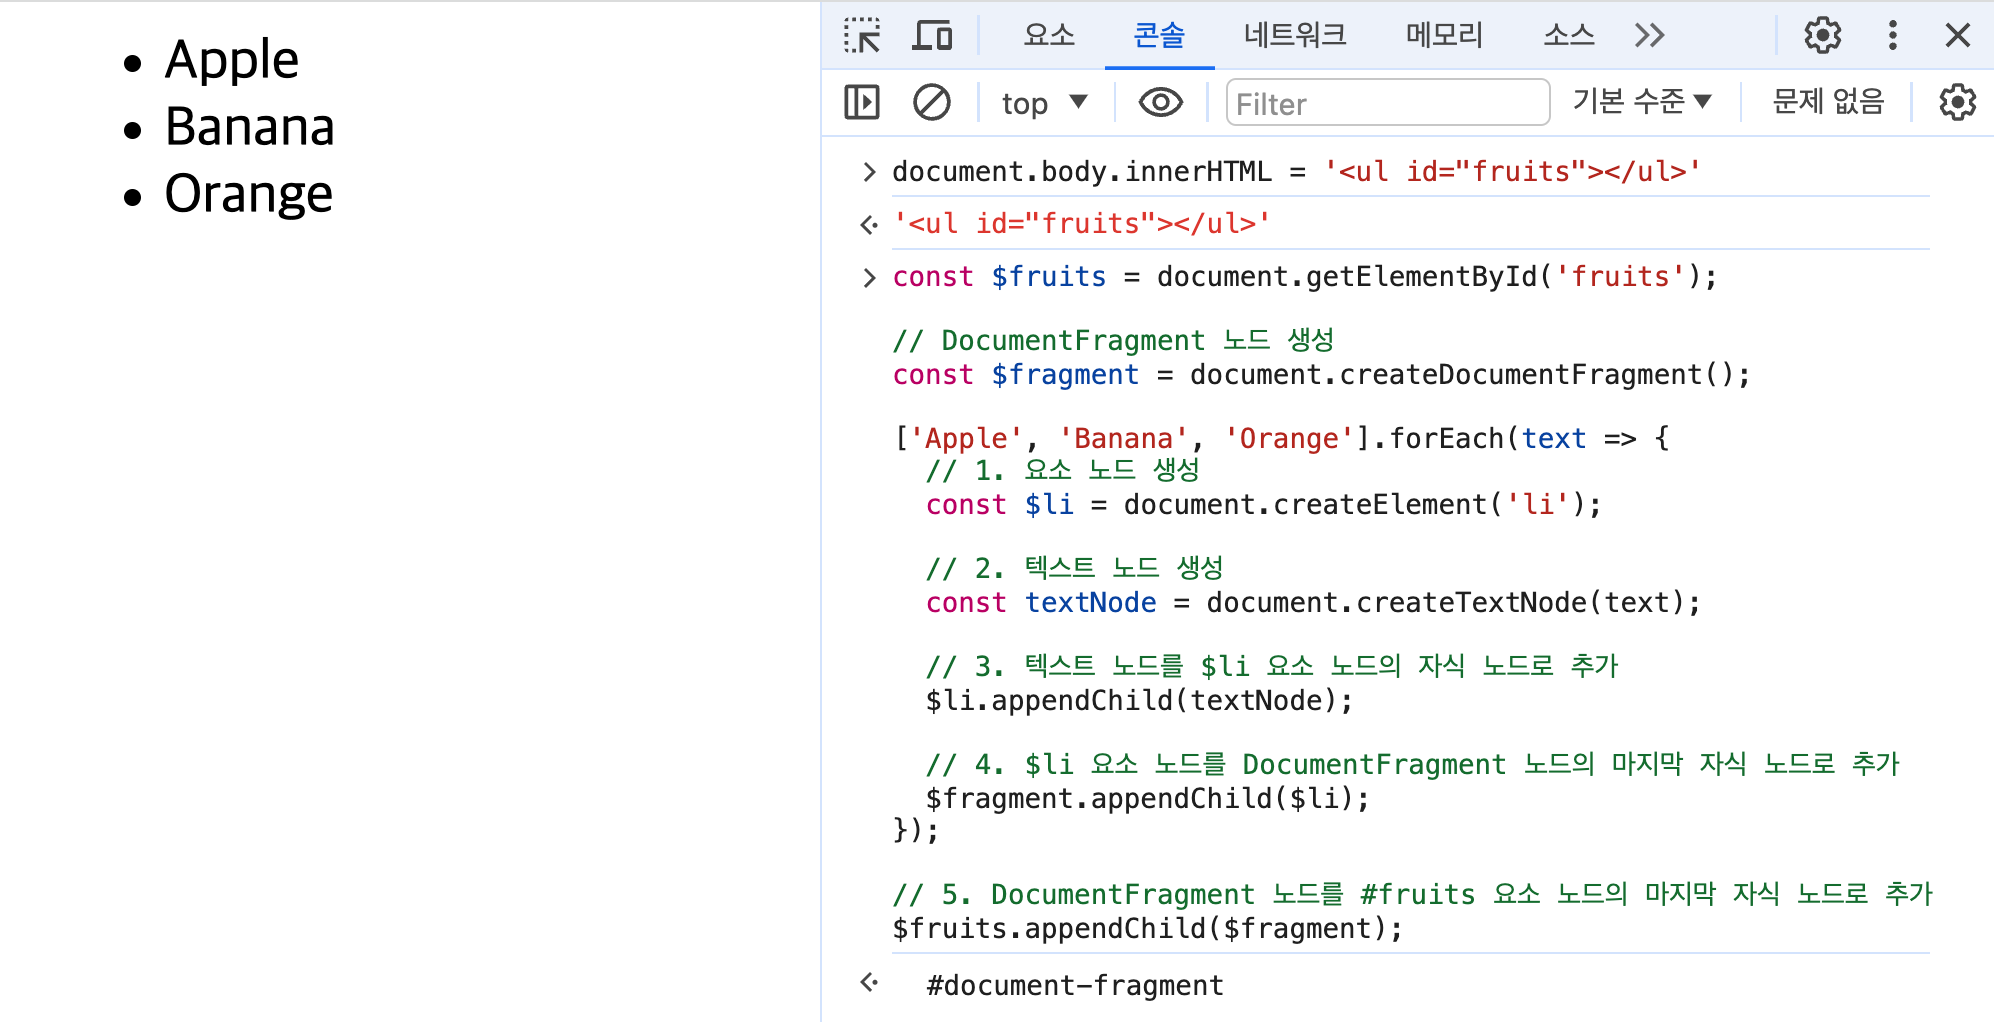 Apple
Banana
Orange
요소 콘솔 네트워크 메모리 소스
top Filter 기본 수준 문제 없음
document.body.innerHTML = '<ul id="fruits"></ul>'
'<ul id="fruits"></ul>'
const $fruits = document.getElementById('fruits');
// DocumentFragment 노드 생성
const $fragment = document.createDocumentFragment();
['Apple', 'Banana', 'Orange'].forEach(text => {
// 1. 요소 노드 생성
const $li = document.createElement('li');
// 2. 텍스트 노드 생성
const textNode = document.createTextNode(text);
// 3. 텍스트 노드를 $li 요소 노드의 자식 노드로 추가
$li.appendChild(textNode);
// 4. $li 요소 노드를 DocumentFragment 노드의 마지막 자식 노드로 추가
$fragment.appendChild($li);
});
// 5. DocumentFragment 노드를 #fruits 요소 노드의 마지막 자식 노드로 추가
$fruits.appendChild($fragment);
#document-fragment